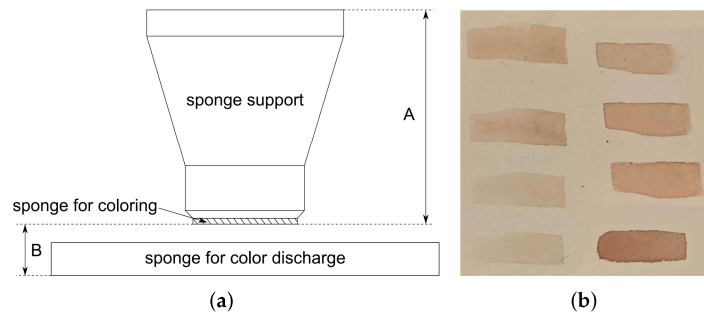 sponge support
A
sponge for coloring
B
sponge for color discharge
(a)
(b)